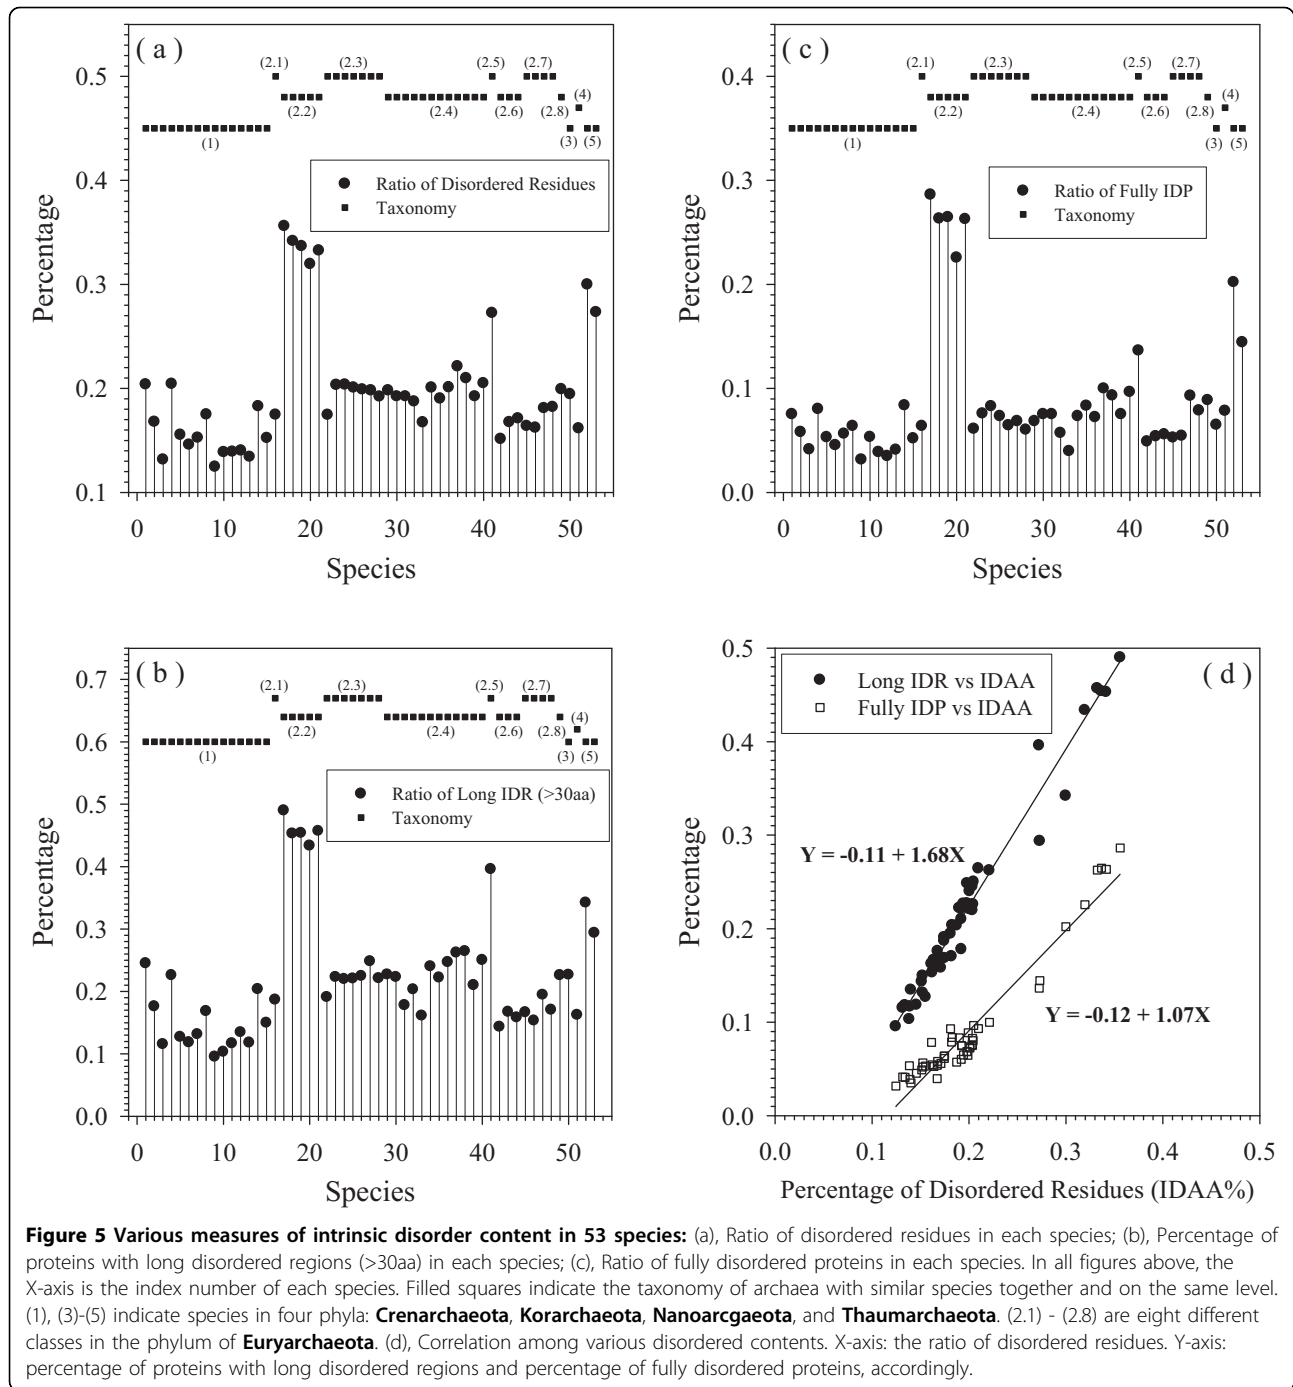 ( a )
0.5
0.4
0.3
0.2
0.1
Percentage
(2.1)
(2.3)
(2.5)
(2.7)
(4)
(2.2)
(2.4)
(2.6)
(2.8)
(1)
(3)
(5)
Ratio of Disordered Residues
Taxonomy
0 10 20 30 40 50
Species
( c )
0.4
0.3
0.2
0.1
0.0
Percentage
(2.1)
(2.3)
(2.5)
(2.7)
(4)
(2.2)
(2.4)
(2.6)
(2.8)
(1)
(3)
(5)
Ratio of Fully IDP
Taxonomy
0 10 20 30 40 50
Species
( b )
0.7
0.6
0.5
0.4
0.3
0.2
0.1
0.0
Percentage
(2.1)
(2.3)
(2.5)
(2.7)
(4)
(2.2)
(2.4)
(2.6)
(2.8)
(1)
(3)
(5)
Ratio of Long IDR (>30aa)
Taxonomy
0 10 20 30 40 50
Species
( d )
0.5
0.4
0.3
0.2
0.1
0.0
Percentage
Long IDR vs IDAA
Fully IDP vs IDAA
Y = -0.11 + 1.68X
Y = -0.12 + 1.07X
0.0 0.1 0.2 0.3 0.4 0.5
Percentage of Disordered Residues (IDAA%)
Figure 5 Various measures of intrinsic disorder content in 53 species: (a), Ratio of disordered residues in each species; (b), Percentage of
proteins with long disordered regions (>30aa) in each species; (c), Ratio of fully disordered proteins in each species. In all figures above, the
X-axis is the index number of each species. Filled squares indicate the taxonomy of archaea with similar species together and on the same level.
(1), (3)-(5) indicate species in four phyla: Crenarchaeota, Korarchaeota, Nanoarcgaeota, and Thaumarchaeota. (2.1) - (2.8) are eight different
classes in the phylum of Euryarchaeota. (d), Correlation among various disordered contents. X-axis: the ratio of disordered residues. Y-axis:
percentage of proteins with long disordered regions and percentage of fully disordered proteins, accordingly.